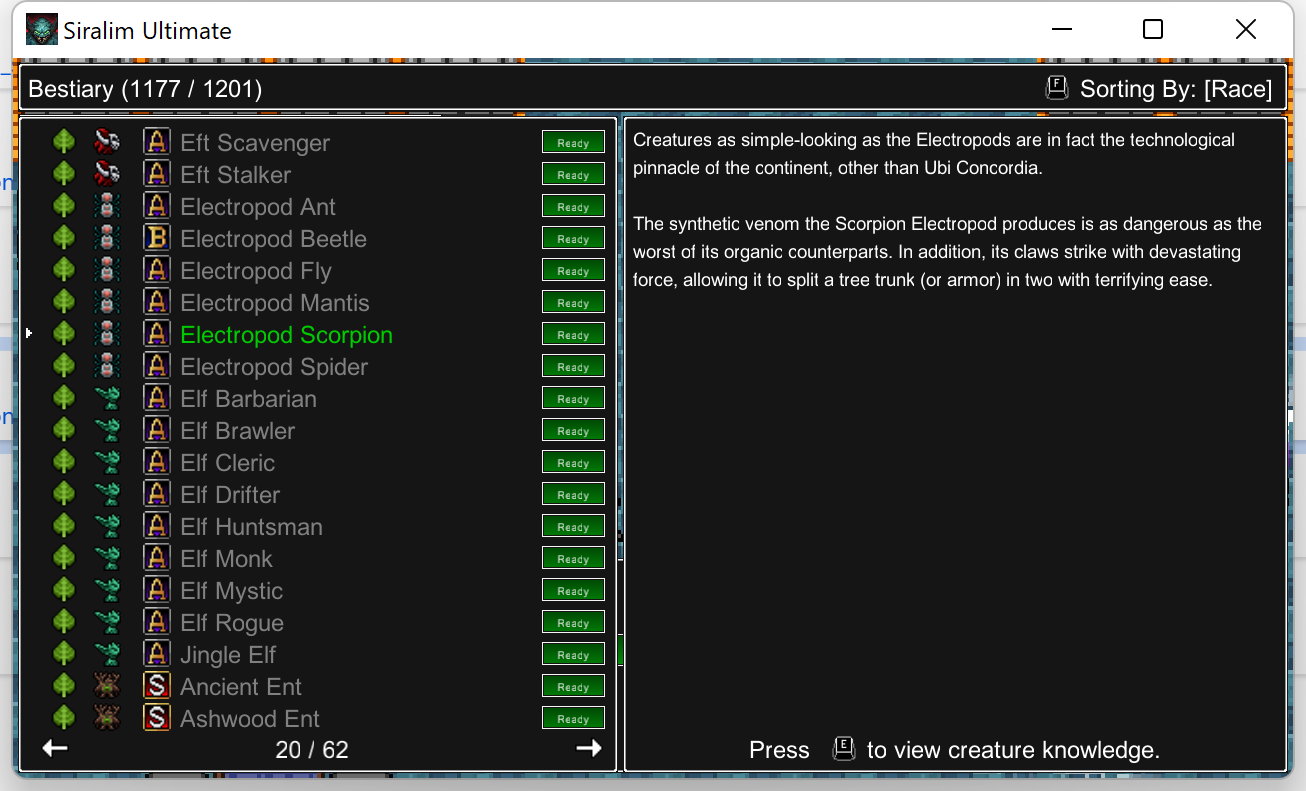 Siralim Ultimate
Bestiary (1177 / 1201)
F Sorting By: [Race]
A Eft Scavenger Ready
A Eft Stalker Ready
A Electropod Ant Ready
B Electropod Beetle Ready
A Electropod Fly Ready
A Electropod Mantis Ready
A Electropod Scorpion Ready
A Electropod Spider Ready
A Elf Barbarian Ready
A Elf Brawler Ready
A Elf Cleric Ready
A Elf Drifter Ready
A Elf Huntsman Ready
A Elf Monk Ready
A Elf Mystic Ready
A Elf Rogue Ready
A Jingle Elf Ready
S Ancient Ent Ready
S Ashwood Ent Ready
20 / 62
Creatures as simple-looking as the Electropods are in fact the technological
pinnacle of the continent, other than Ubi Concordia.
The synthetic venom the Scorpion Electropod produces is as dangerous as the
worst of its organic counterparts. In addition, its claws strike with devastating
force, allowing it to split a tree trunk (or armor) in two with terrifying ease.
Press E to view creature knowledge.